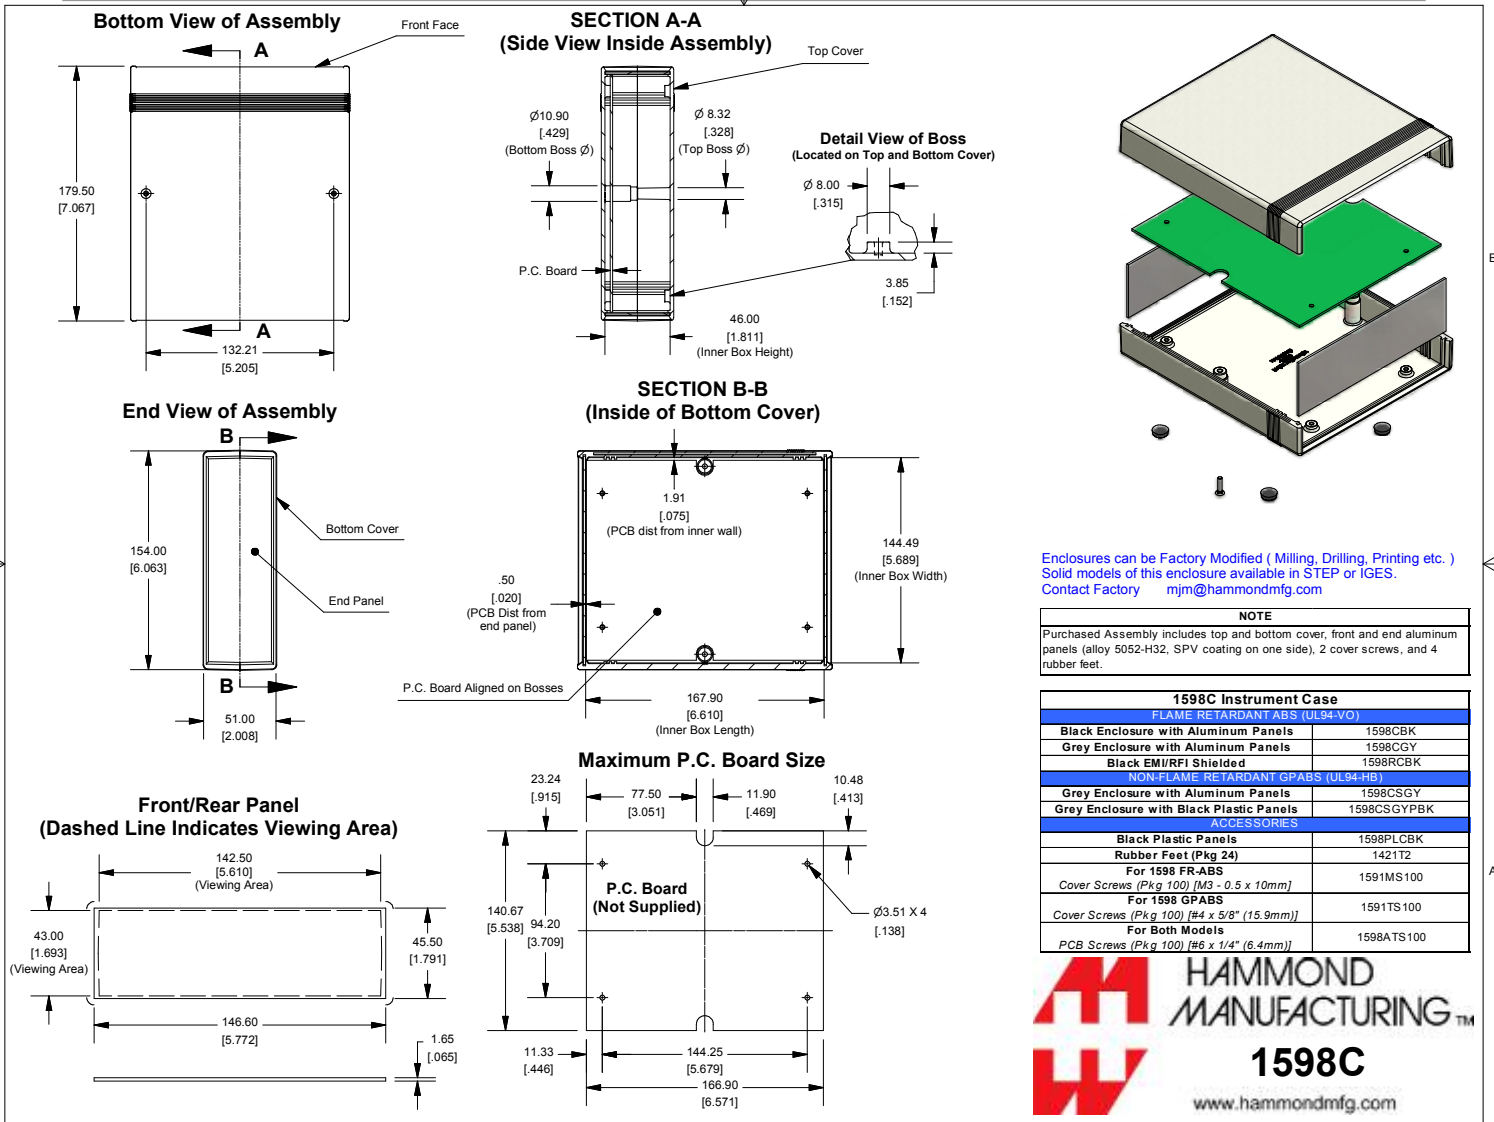 Bottom View of Assembly
Front Face
A
179.50
[7.067]
A
132.21
[5.205]
SECTION A-A
(Side View Inside Assembly)
Top Cover
Ø10.90
[.429]
(Bottom Boss Ø)
Ø 8.32
[.328]
(Top Boss Ø)
P.C. Board
46.00
[1.811]
(Inner Box Height)
Detail View of Boss
(Located on Top and Bottom Cover)
Ø 8.00
[.315]
3.85
[.152]
End View of Assembly
B
154.00
[6.063]
Bottom Cover
End Panel
B
51.00
[2.008]
SECTION B-B
(Inside of Bottom Cover)
1.91
[.075]
(PCB dist from inner wall)
144.49
[5.689]
(Inner Box Width)
.50
[.020]
(PCB Dist from
end panel)
P.C. Board Aligned on Bosses
167.90
[6.610]
(Inner Box Length)
Front/Rear Panel
(Dashed Line Indicates Viewing Area)
142.50
[5.610]
(Viewing Area)
43.00
[1.693]
(Viewing Area)
45.50
[1.791]
146.60
[5.772]
1.65
[.065]
Maximum P.C. Board Size
23.24
[.915]
77.50
[3.051]
11.90
[.469]
10.48
[.413]
P.C. Board
(Not Supplied)
140.67
[5.538]
94.20
[3.709]
Ø3.51 X 4
[.138]
11.33
[.446]
144.25
[5.679]
166.90
[6.571]
Enclosures can be Factory Modified ( Milling, Drilling, Printing etc. )
Solid models of this enclosure available in STEP or IGES.
Contact Factory mjm@hammondmfg.com
NOTE
Purchased Assembly includes top and bottom cover, front and end aluminum
panels (alloy 5052-H32, SPV coating on one side), 2 cover screws, and 4
rubber feet.
1598C Instrument Case
FLAME RETARDANT ABS (UL94-VO)
Black Enclosure with Aluminum Panels 1598CBK
Grey Enclosure with Aluminum Panels 1598CGY
Black EMI/RFI Shielded 1598RCBK
NON-FLAME RETARDANT GPABS (UL94-HB)
Grey Enclosure with Aluminum Panels 1598CSGY
Grey Enclosure with Black Plastic Panels 1598CSGYPBK
ACCESSORIES
Black Plastic Panels 1598PLCBK
Rubber Feet (Pkg 24) 1421T2
For 1598 FR-ABS
Cover Screws (Pkg 100) [M3 - 0.5 x 10mm] 1591MS100
For 1598 GPABS
Cover Screws (Pkg 100) [#4 x 5/8" (15.9mm)] 1591TS100
For Both Models
PCB Screws (Pkg 100) [#6 x 1/4" (6.4mm)] 1598ATS100
HAMMOND
MANUFACTURING TM
1598C
www.hammondmfg.com
B
A